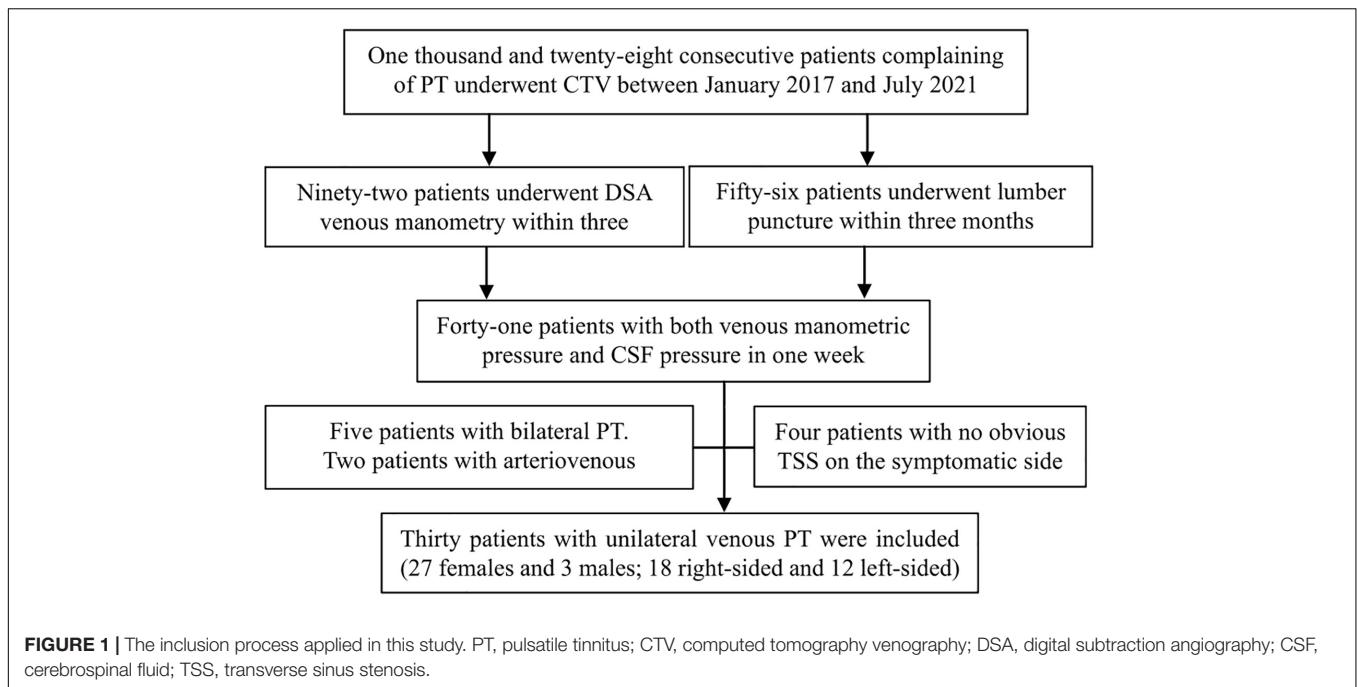 One thousand and twenty-eight consecutive patients complaining
of PT underwent CTV between January 2017 and July 2021
Ninety-two patients underwent DSA
venous manometry within three
Fifty-six patients underwent lumber
puncture within three months
Forty-one patients with both venous manometric
pressure and CSF pressure in one week
Five patients with bilateral PT.
Two patients with arteriovenous
Four patients with no obvious
TSS on the symptomatic side
Thirty patients with unilateral venous PT were included
(27 females and 3 males; 18 right-sided and 12 left-sided)
FIGURE 1 | The inclusion process applied in this study. PT, pulsatile tinnitus; CTV, computed tomography venography; DSA, digital subtraction angiography; CSF,
cerebrospinal fluid; TSS, transverse sinus stenosis.